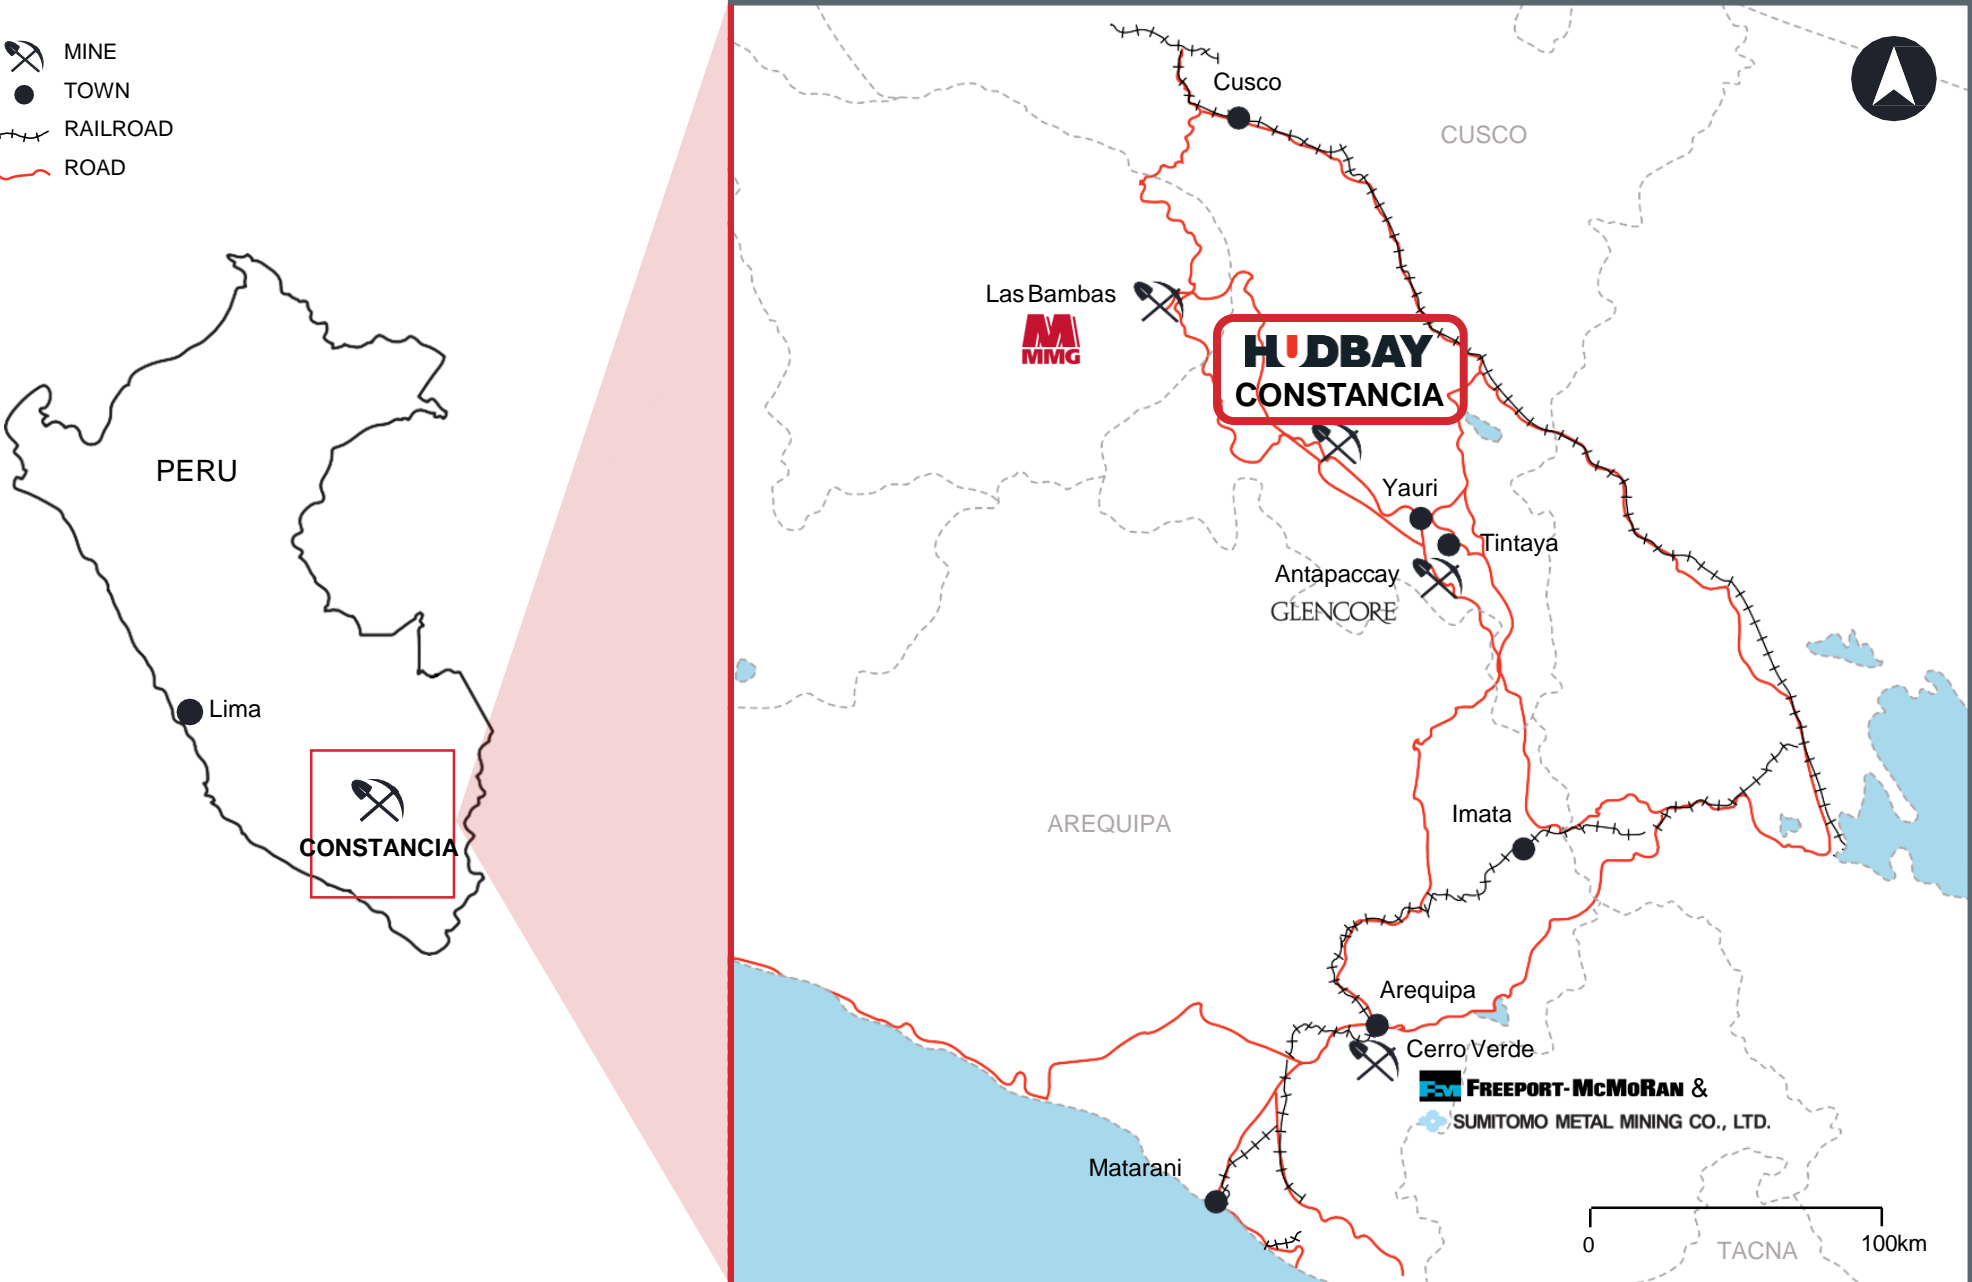 MINE
TOWN
RAILROAD
ROAD
PERU
Lima
CONSTANCIA
Cusco
CUSCO
Las Bambas
MMG
HUDBAY
CONSTANCIA
Yauri
Tintaya
Antapaccay
GLENCORE
Imata
AREQUIPA
Arequipa
Cerro Verde
FREEPORT-MCMORAN &
SUMITOMO METAL MINING CO., LTD.
Matarani
0 100km
TACNA